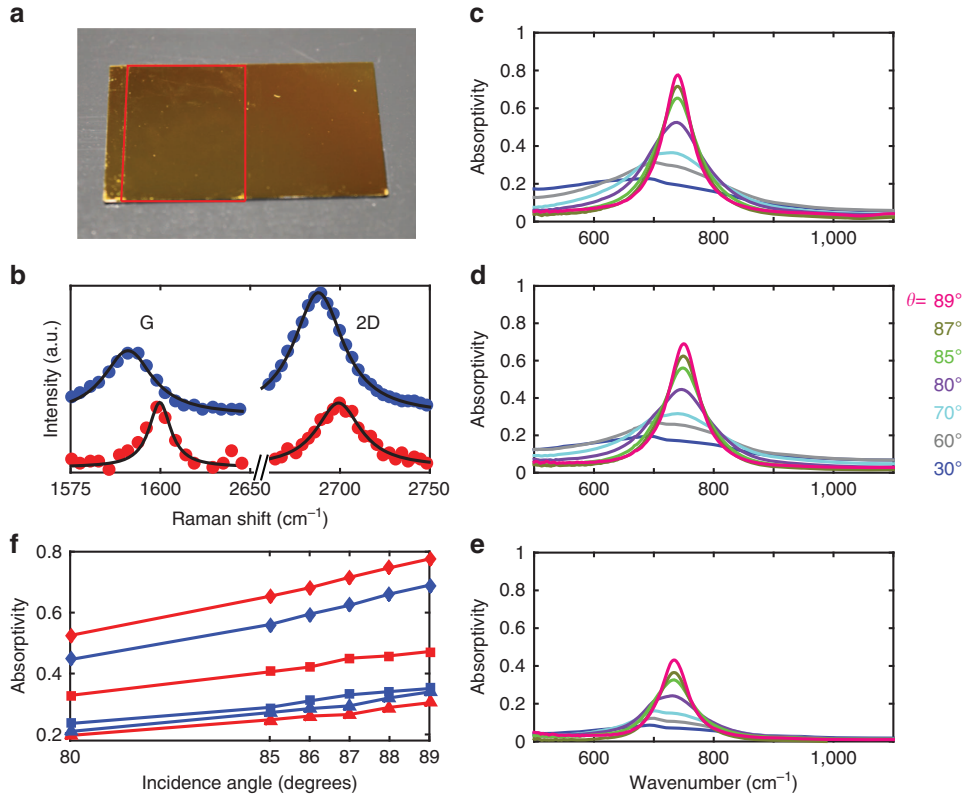 a
b
G
2D
Intensity (a.u.)
1575 1600 2650 2700 2750
Raman shift (cm⁻¹)
f
Absorptivity
0.8
0.6
0.4
0.2
80 85 86 87 88 89
Incidence angle (degrees)
c
Absorptivity
1
0.8
0.6
0.4
0.2
0
600 800 1,000
d
Absorptivity
1
0.8
0.6
0.4
0.2
0
600 800 1,000
θ= 89°
87°
85°
80°
70°
60°
30°
e
Absorptivity
1
0.8
0.6
0.4
0.2
0
600 800 1,000
Wavenumber (cm⁻¹)